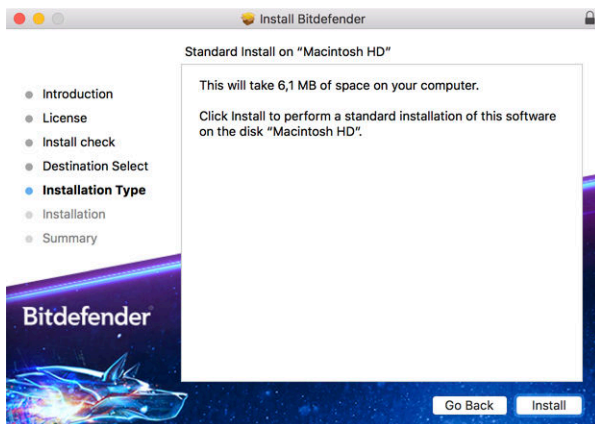 Install Bitdefender
Standard Install on "Macintosh HD"
Introduction
License
Install check
Destination Select
Installation Type
Installation
Summary
This will take 6,1 MB of space on your computer.
Click Install to perform a standard installation of this software
on the disk "Macintosh HD".
Bitdefender
Go Back
Install